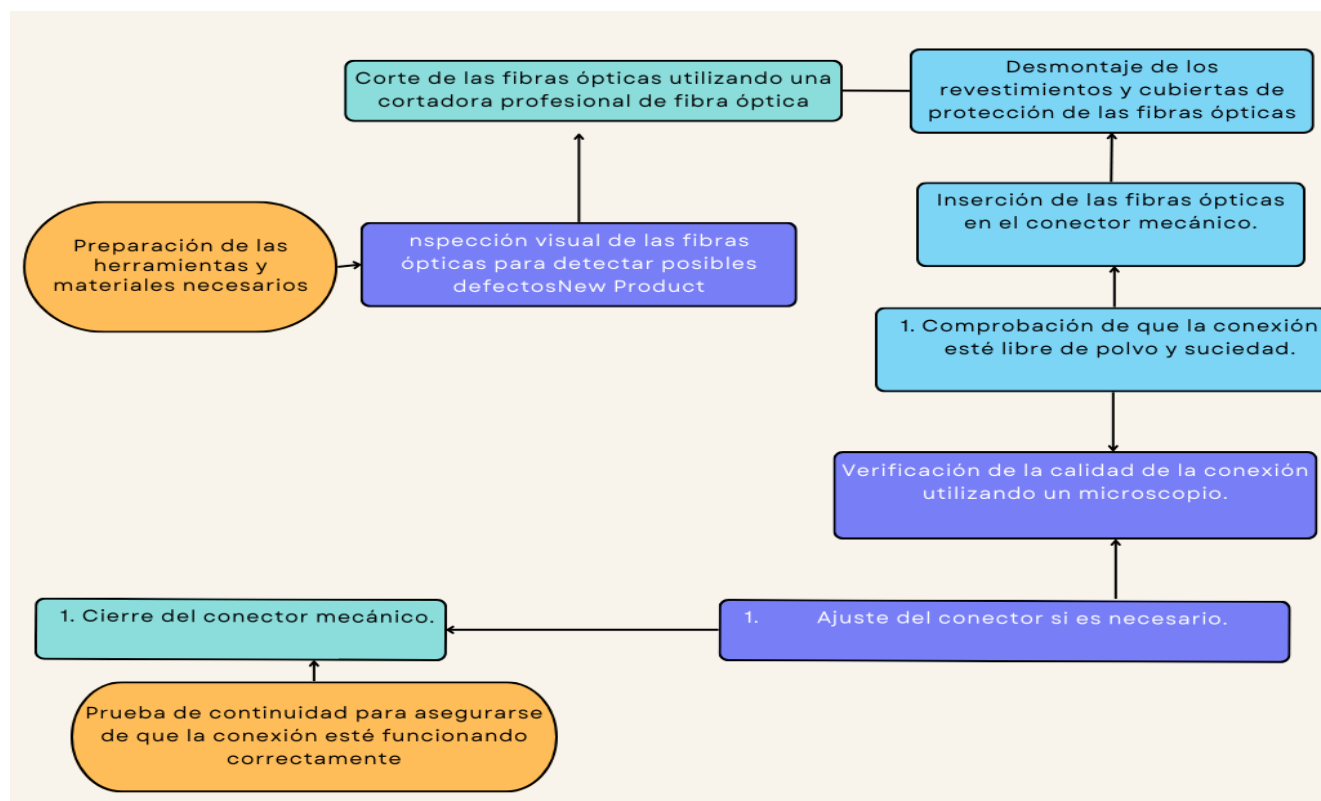 Corte de las fibras ópticas utilizando una
cortadora profesional de fibra óptica
Desmontaje de los
revestimientos y cubiertas de
protección de las fibras ópticas
Inserción de las fibras ópticas
en el conector mecánico.
Preparación de las
herramientas y
materiales necesarios
nspección visual de las fibras
ópticas para detectar posibles
defectosNew Product
1. Comprobación de que la conexión
esté libre de polvo y suciedad.
Verificación de la calidad de la conexión
utilizando un microscopio.
1. Cierre del conector mecánico.
1. Ajuste del conector si es necesario.
Prueba de continuidad para asegurarse
de que la conexión esté funcionando
correctamente